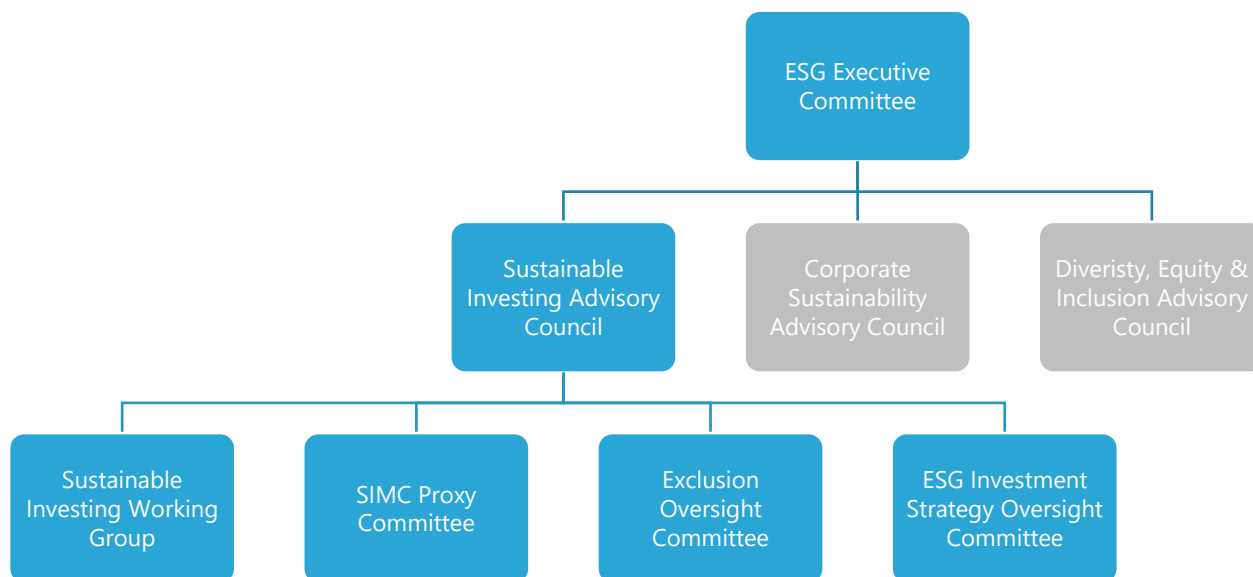 ESG Executive
Committee
Sustainable
Investing Advisory
Council
Corporate
Sustainability
Advisory Council
Diveristy, Equity &
Inclusion Advisory
Council
Sustainable
Investing Working
Group
SIMC Proxy
Committee
Exclusion
Oversight
Committee
ESG Investment
Strategy Oversight
Committee